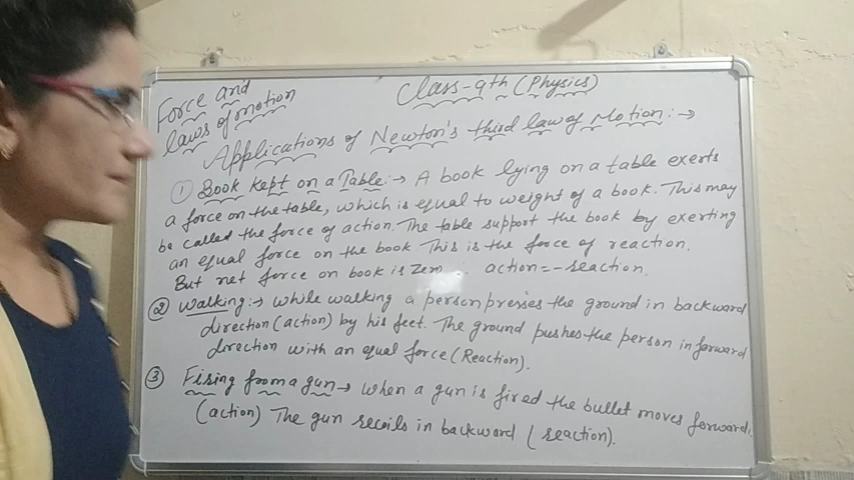 Force and
laws of motion
Class-9th (Physics)
Applications of Newton's third law of Motion:→
① Book kept on a Table:→ A book lying on a table exerts
a force on the table, which is equal to weight of a book. This may
be called the force of action. The table support the book by exerting
an equal force on the book This is the force of reaction.
But net force on book is zero. action=-reaction.
② Walking:→ while walking a person presses the ground in backward
direction (action) by his feet. The ground pushes the person in forward
direction with an equal force (Reaction).
③ Firing from a gun→ when a gun is fired the bullet moves forward.
(action) The gun recoils in backward (reaction).